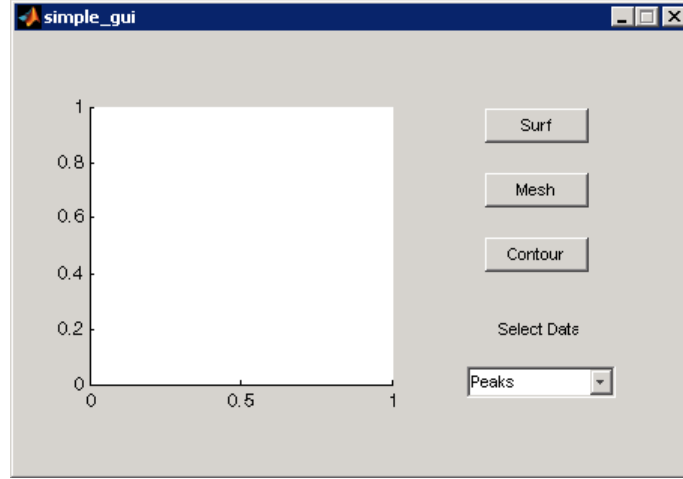 simple_gui
1
0.8
0.6
0.4
0.2
0
0 0.5 1
Surf
Mesh
Contour
Select Data
Peaks